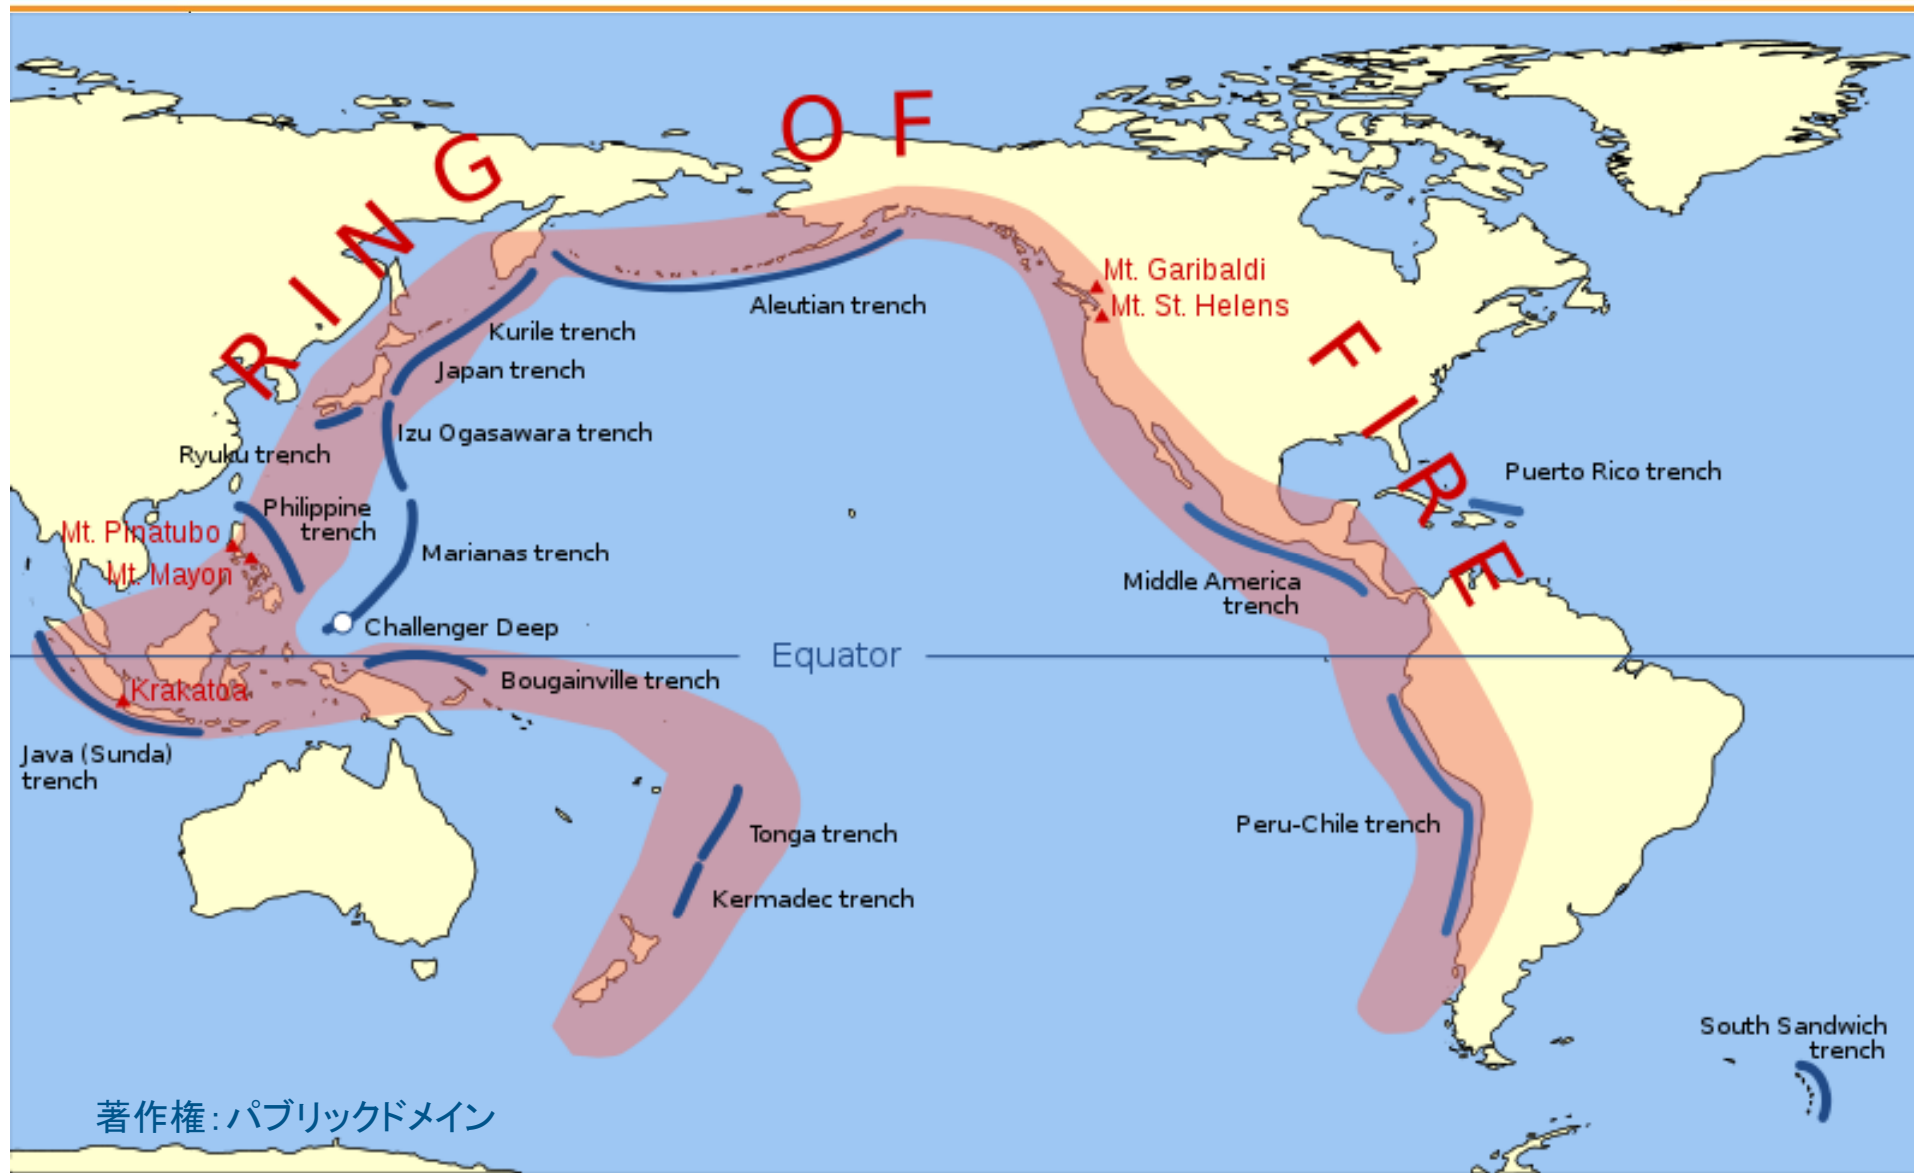 RING OF FIRE
Mt. Garibaldi
Mt. St. Helens
Aleutian trench
Kurile trench
Japan trench
Izu Ogasawara trench
Ryuku trench
Puerto Rico trench
Philippine
trench
Mt. Pinatubo
Marianas trench
Mt. Mayon
Middle America
trench
Challenger Deep
Equator
Krakatoa
Bougainville trench
Java (Sunda)
trench
Peru-Chile trench
Tonga trench
Kermadec trench
South Sandwich
trench
著作権：パブリックドメイン